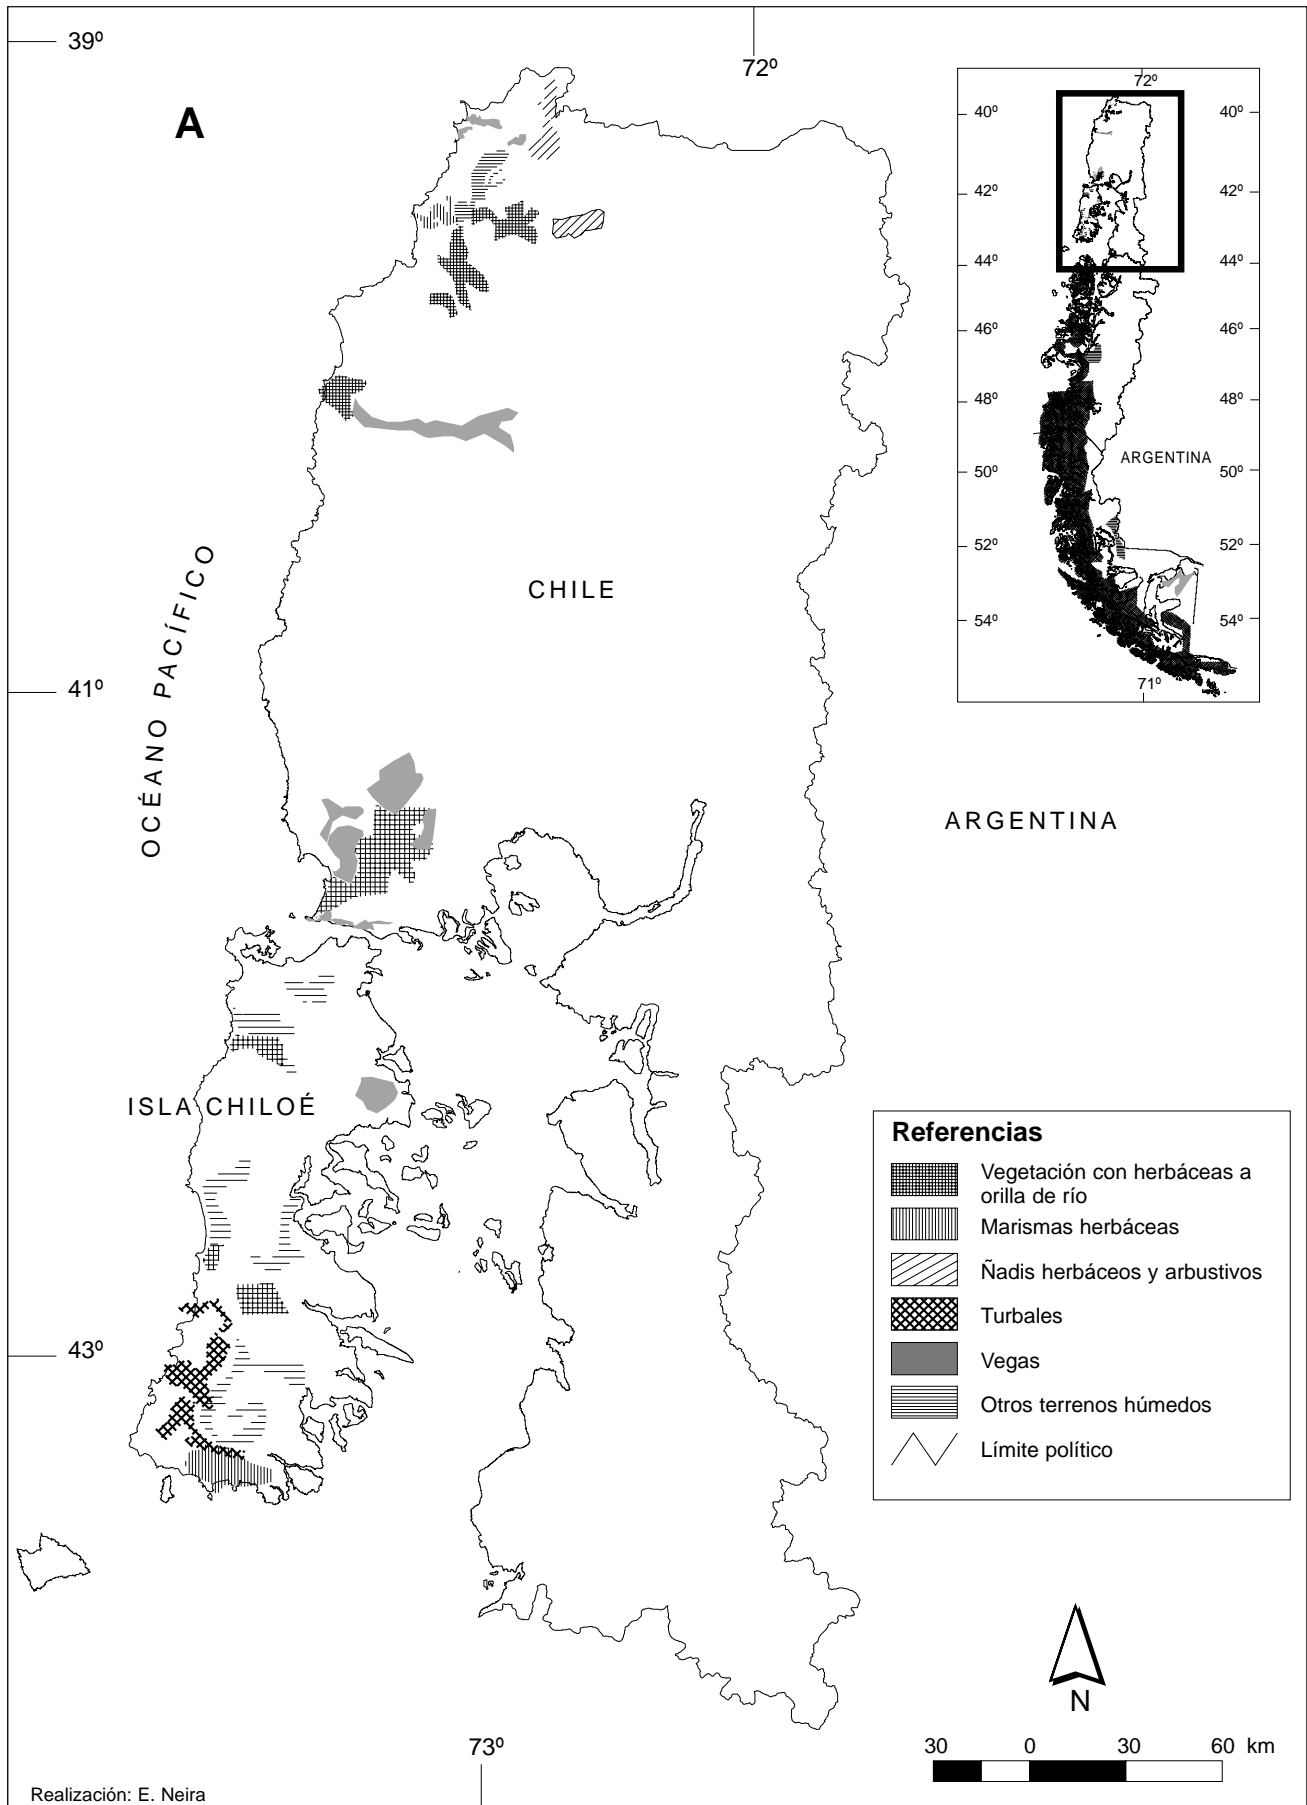 39º
72º
A
72º
40º
40º
42º
42º
44º
44º
46º
46º
48º
48º
ARGENTINA
50º
50º
52º
52º
54º
54º
71º
OCÉANO PACÍFICO
CHILE
41º
ARGENTINA
ISLA CHILOÉ
Referencias
Vegetación con herbáceas a
orilla de río
Marismas herbáceas
Ñadis herbáceos y arbustivos
Turbales
Vegas
Otros terrenos húmedos
Límite político
43º
N
73º
30 0 30 60 km
Realización: E. Neira